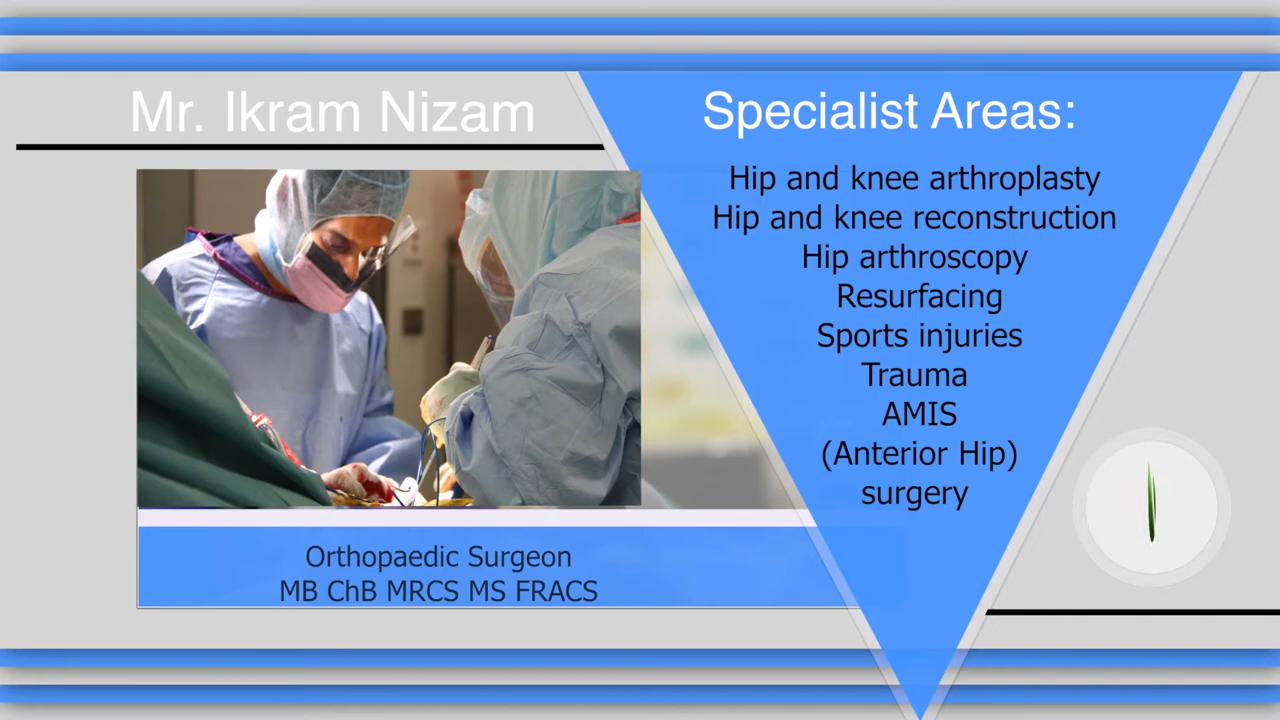 Mr. Ikram Nizam
Orthopaedic Surgeon
MB ChB MRCS MS FRACS
Specialist Areas:
Hip and knee arthroplasty
Hip and knee reconstruction
Hip arthroscopy
Resurfacing
Sports injuries
Trauma
AMIS
(Anterior Hip)
surgery